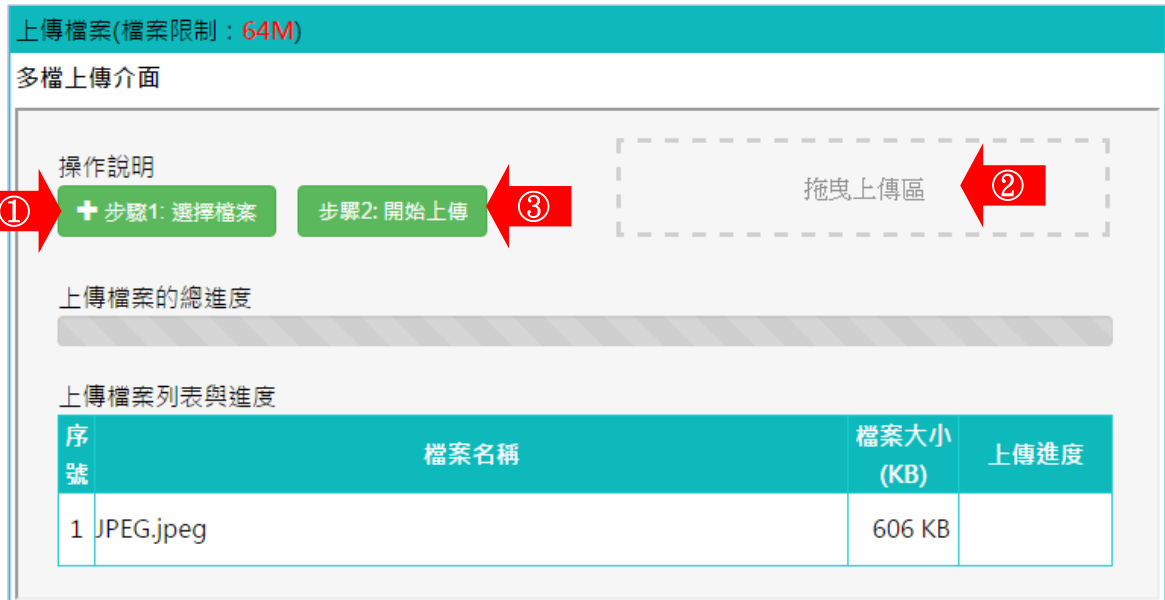 上傳檔案(檔案限制：64M)
多檔上傳介面
操作說明
① ✚ 步驟1: 選擇檔案 步驟2: 開始上傳 ③ 拖曳上傳區 ②
上傳檔案的總進度
上傳檔案列表與進度
序號 檔案名稱 檔案大小(KB) 上傳進度
1 JPEG.jpeg 606 KB